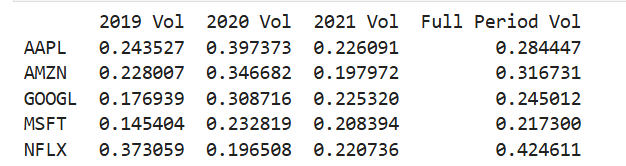 2019 Vol 2020 Vol 2021 Vol Full Period Vol
AAPL 0.243527 0.397373 0.226091 0.284447
AMZN 0.228007 0.346682 0.197972 0.316731
GOOGL 0.176939 0.308716 0.225320 0.245012
MSFT 0.145404 0.232819 0.208394 0.217300
NFLX 0.373059 0.196508 0.220736 0.424611